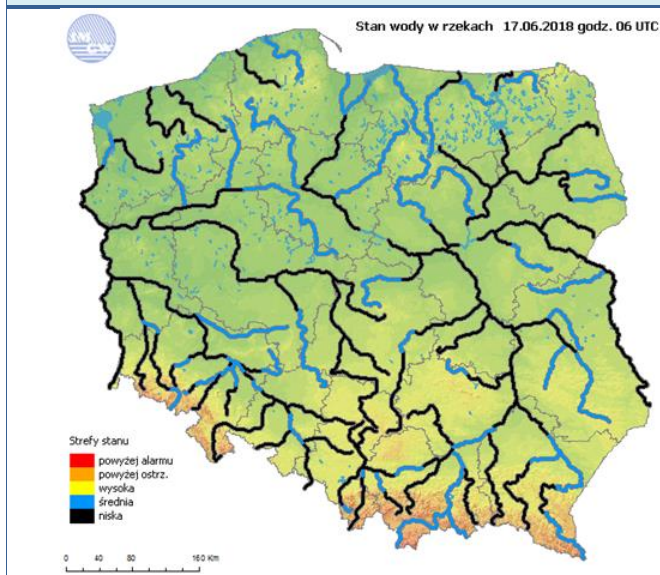 Stan wody w rzekach 17.06.2018 godz. 06 UTC
Strefy stanu
powyżej alarmu
powyżej ostrz.
wysoka
średnia
niska
0 40 80 160 Km